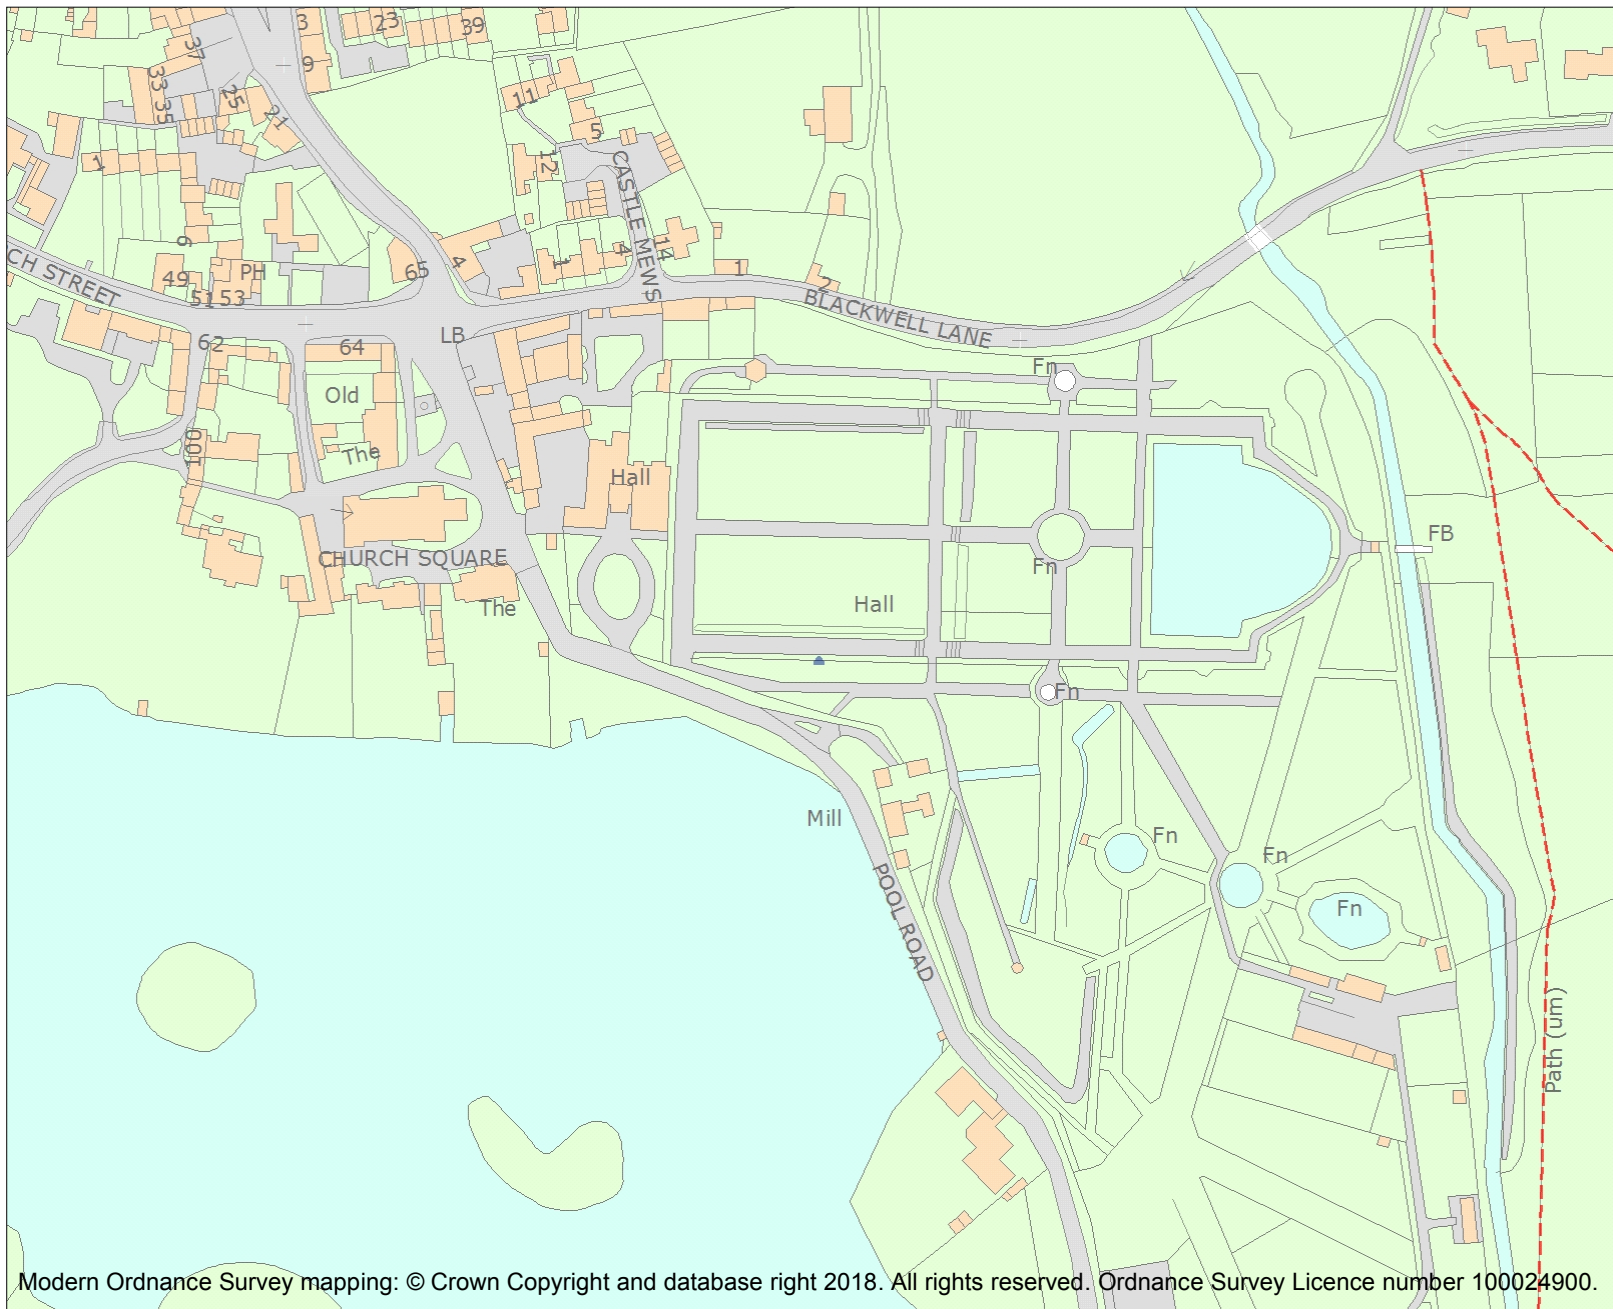 3
23
39
37
9
33 35
25
21
11
5
12
1
CASTLE MEWS
6
65
4
1
4
14
49
PH
51 53
1
2
CH STREET
BLACKWELL LANE
62
64
LB
Old
Fn
100
The
Hall
FB
CHURCH SQUARE
Fn
The
Hall
Fn
Mill
Fn
Fn
POOL ROAD
Fn
Path (um)
Modern Ordnance Survey mapping: © Crown Copyright and database right 2018. All rights reserved. Ordnance Survey Licence number 100024900.